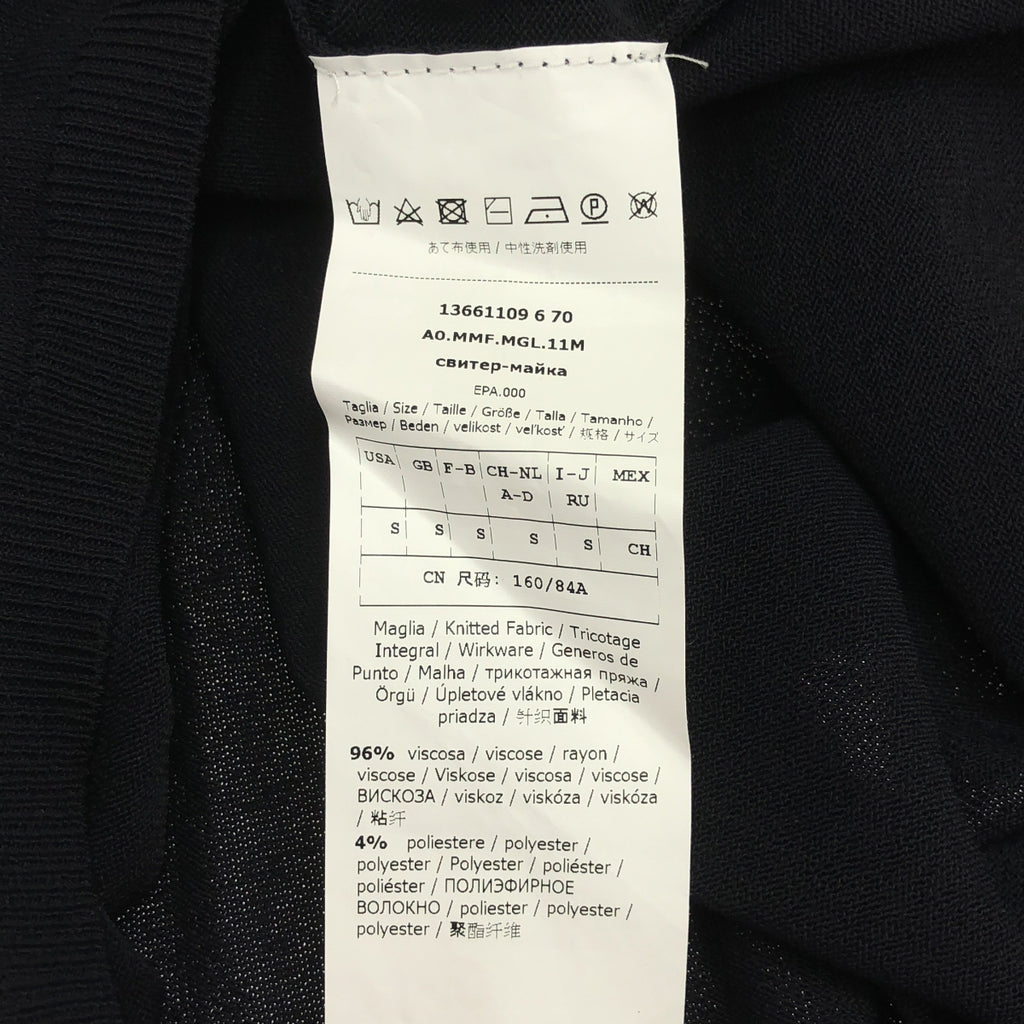 P W
あて布使用 / 中性洗剤使用
13661109 6 70
A0.MMF.MGL.11M
свитер-майка
EPA.000
Taglia / Size / Taille / Größe / Talla / Tamanho /
Размер / Beden / velikost / veľkosť / 规格 / サイズ
USA GB F-B CH-NL I-J MEX
A-D RU
S S S S S CH
CN 尺码: 160/84A
Maglia / Knitted Fabric / Tricotage
Integral / Wirkware / Generos de
Punto / Malha / трикотажная пряжа /
Örgü / Úpletové vlákno / Pletacia
priadza / 针织面料
96% viscosa / viscose / rayon /
viscose / Viskose / viscosa / viscose /
ВИСКОЗА / viskoz / viskóza / viskóza
/ 粘纤
4% poliestere / polyester /
polyester / Polyester / poliéster /
poliéster / ПОЛИЭФИРНОЕ
ВОЛОКНО / poliester / polyester /
polyester / 聚酯纤维